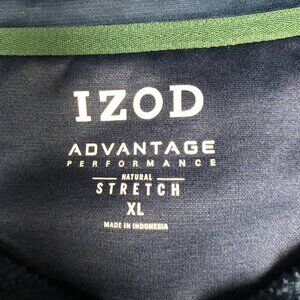 IZOD
ADVANTAGE
PERFORMANCE
NATURAL
STRETCH
XL
MADE IN INDONESIA